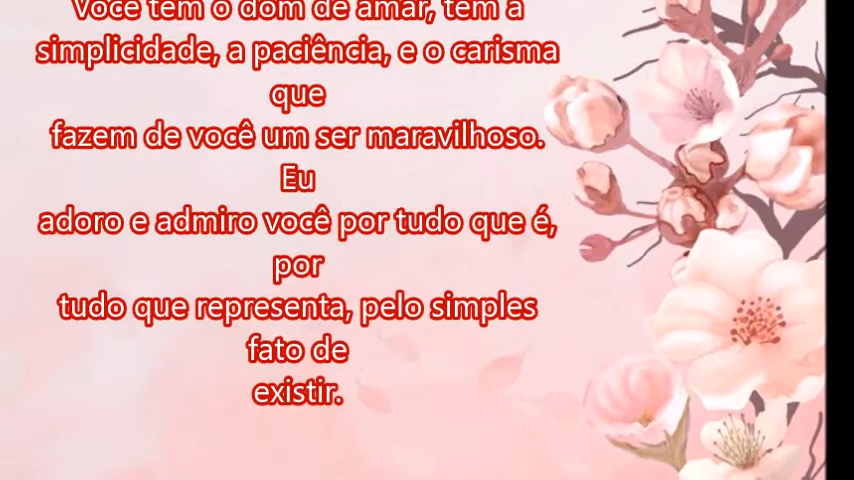 Você tem o dom de amar, tem a
simplicidade, a paciência, e o carisma
que
fazem de você um ser maravilhoso.
Eu
adoro e admiro você por tudo que é,
por
tudo que representa, pelo simples
fato de
existir.